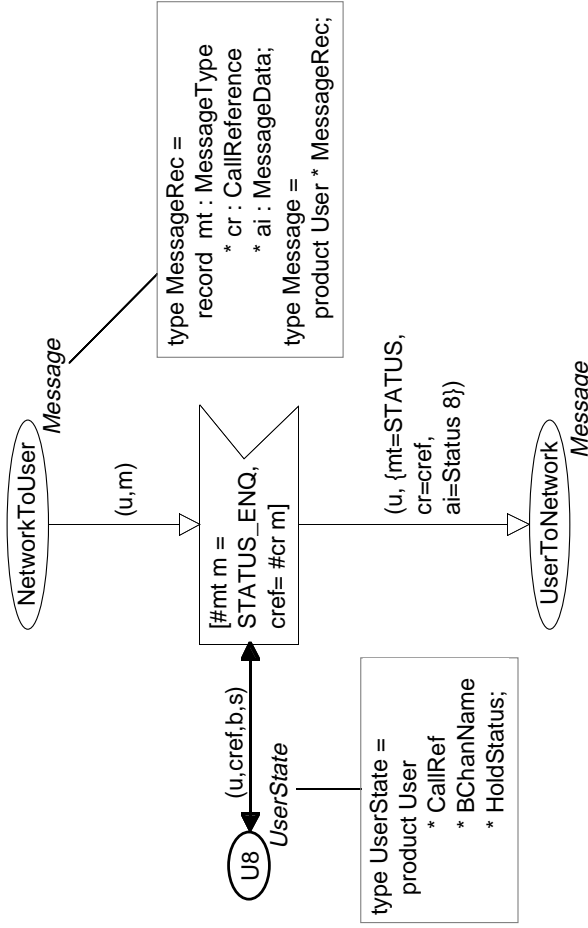 NetworkToUser
Message
(u,m)
type MessageRec =
record mt : MessageType
* cr : CallReference
* ai : MessageData;
type Message =
product User * MessageRec;
U8
UserState
(u,cref,b,s)
[#mt m =
STATUS_ENQ,
cref= #cr m]
type UserState =
product User
* CallRef
* BChanName
* HoldStatus;
(u, {mt=STATUS,
cr=cref,
ai=Status 8})
UserToNetwork
Message